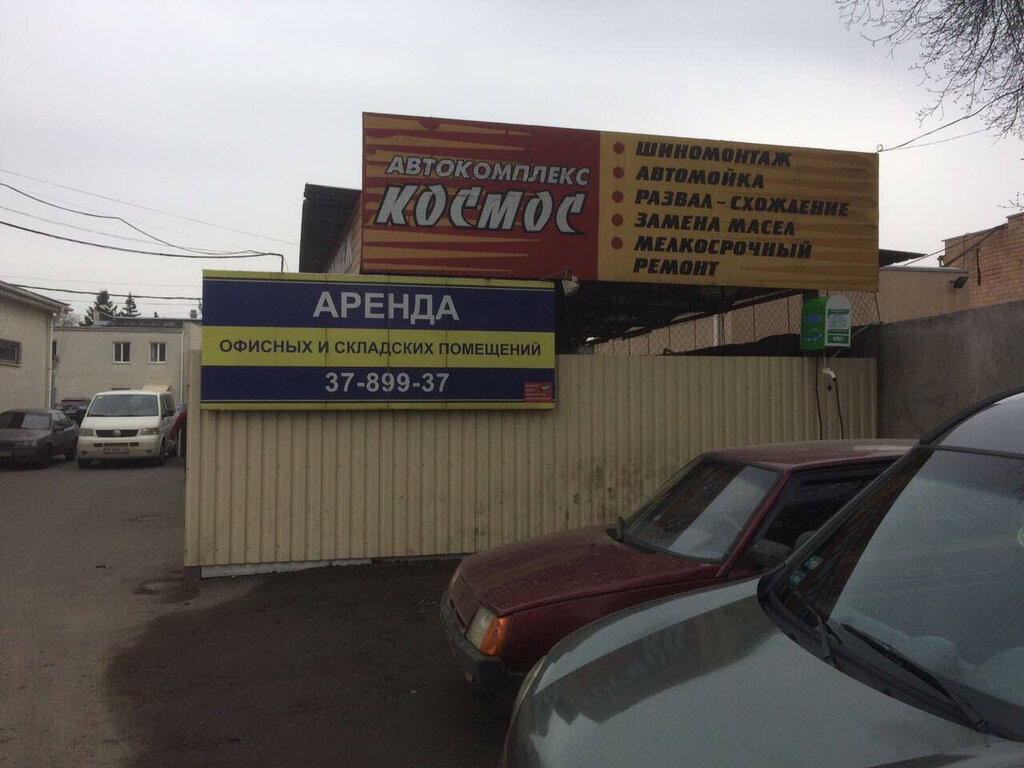 АВТОКОМПЛЕКС
КОСМОС
ШИНОМОНТАЖ
АВТОМОЙКА
РАЗВАЛ-СХОЖДЕНИЕ
ЗАМЕНА МАСЕЛ
МЕЛКОСРОЧНЫЙ
РЕМОНТ
АРЕНДА
ОФИСНЫХ И СКЛАДСКИХ ПОМЕЩЕНИЙ
37-899-37